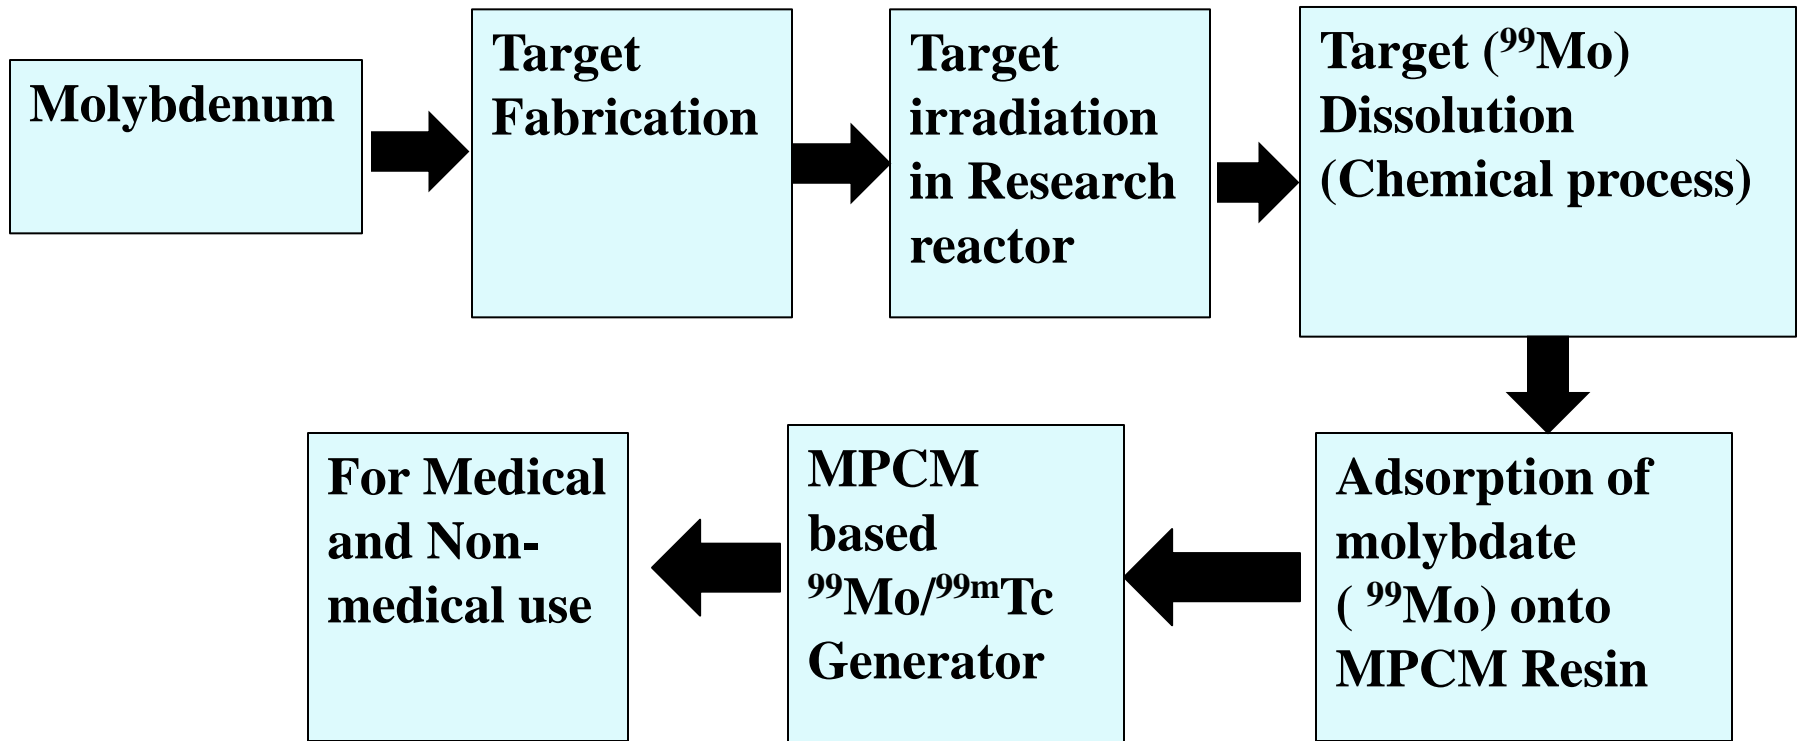 Molybdenum
Target
Fabrication
Target
irradiation
in Research
reactor
Target (⁹⁹Mo)
Dissolution
(Chemical process)
Adsorption of
molybdate
( ⁹⁹Mo) onto
MPCM Resin
MPCM
based
⁹⁹Mo/⁹⁹ᵐTc
Generator
For Medical
and Non-
medical use